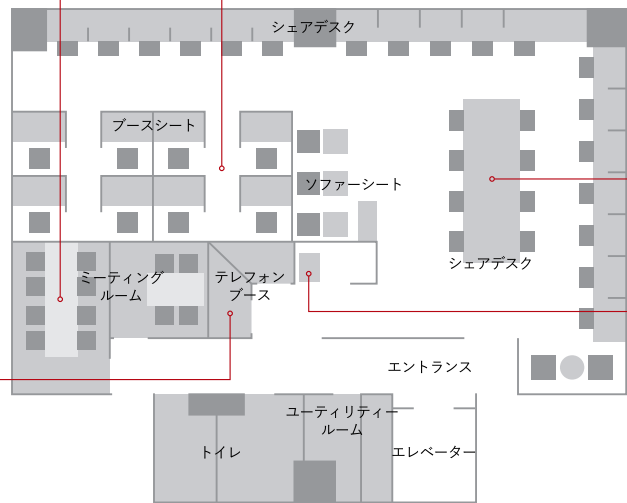 シェアデスク
ブースシート
ソファーシート
シェアデスク
ミーティング
ルーム
テレフォン
ブース
エントランス
ユーティリティー
ルーム
トイレ
エレベーター